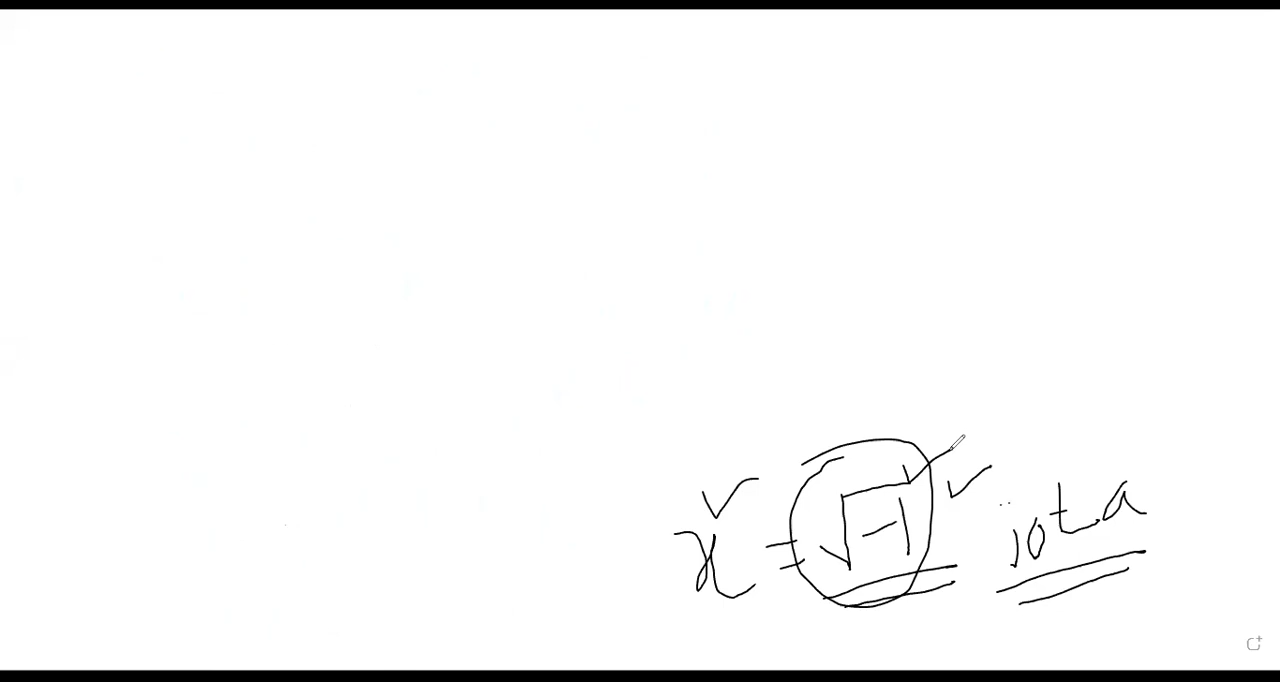 x = √-1 iota